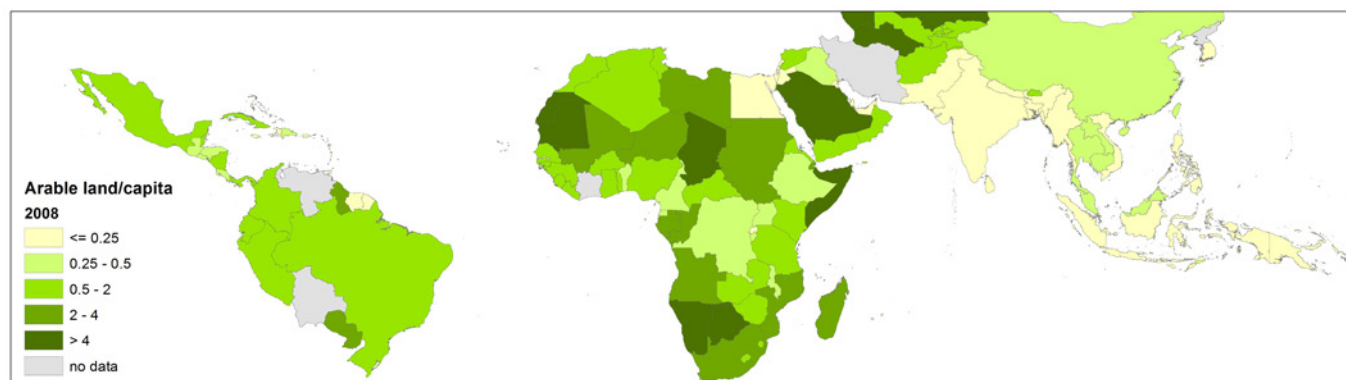 Arable land/capita
2008
<= 0.25
0.25 - 0.5
0.5 - 2
2 - 4
> 4
no data